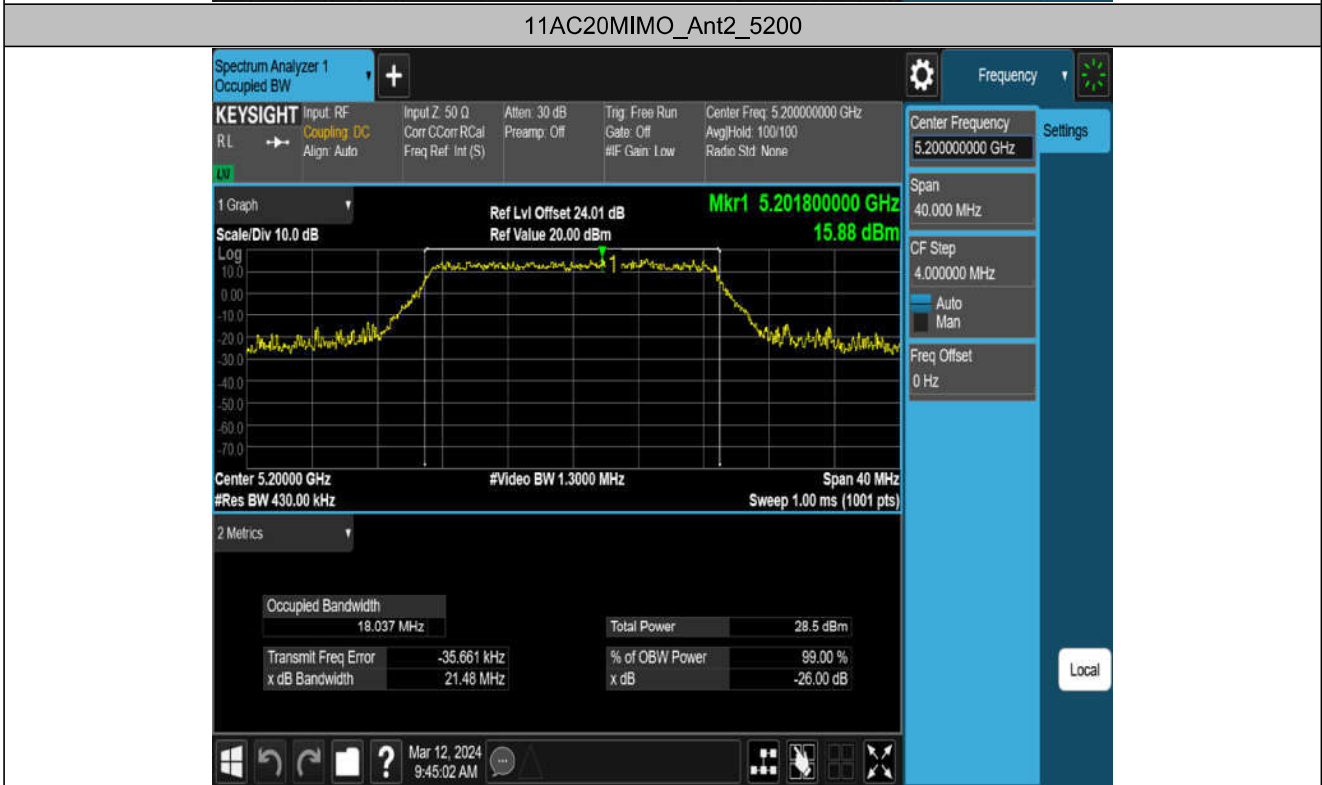 11AC20MIMO_Ant2_5200
Spectrum Analyzer 1
Occupied BW
+
Frequency
KEYSIGHT
R L
LXI
Input: RF
Coupling: DC
Align: Auto
Input Z: 50 Ω
Corr CCorr RCal
Freq Ref: Int (S)
Atten: 30 dB
Preamp: Off
Trig: Free Run
Gate: Off
#IF Gain: Low
Center Freq: 5.200000000 GHz
Avg|Hold: 100/100
Radio Std: None
Center Frequency
5.200000000 GHz
Settings
Span
40.000 MHz
CF Step
4.000000 MHz
Auto
Man
Freq Offset
0 Hz
1 Graph
Scale/Div 10.0 dB
Ref Lvl Offset 24.01 dB
Ref Value 20.00 dBm
Mkr1 5.201800000 GHz
15.88 dBm
Log
10.0
0.00
-10.0
-20.0
-30.0
-40.0
-50.0
-60.0
-70.0
1
Center 5.20000 GHz
#Video BW 1.3000 MHz
Span 40 MHz
#Res BW 430.00 kHz
Sweep 1.00 ms (1001 pts)
2 Metrics
Occupied Bandwidth
18.037 MHz
Total Power 28.5 dBm
Transmit Freq Error -35.661 kHz
% of OBW Power 99.00 %
x dB Bandwidth 21.48 MHz
x dB -26.00 dB
Local
?
Mar 12, 2024
9:45:02 AM